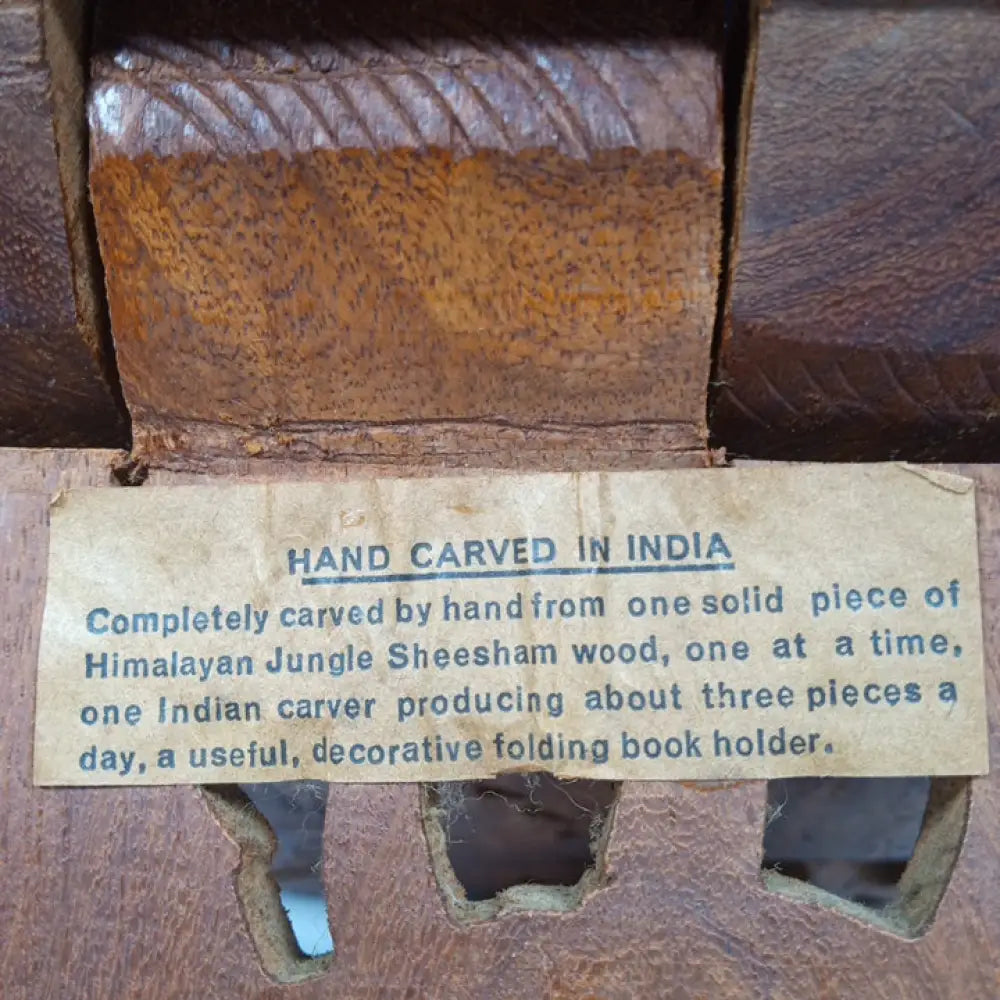 HAND CARVED IN INDIA
Completely carved by hand from one solid piece of
Himalayan Jungle Sheesham wood, one at a time,
one Indian carver producing about three pieces a
day, a useful, decorative folding book holder.